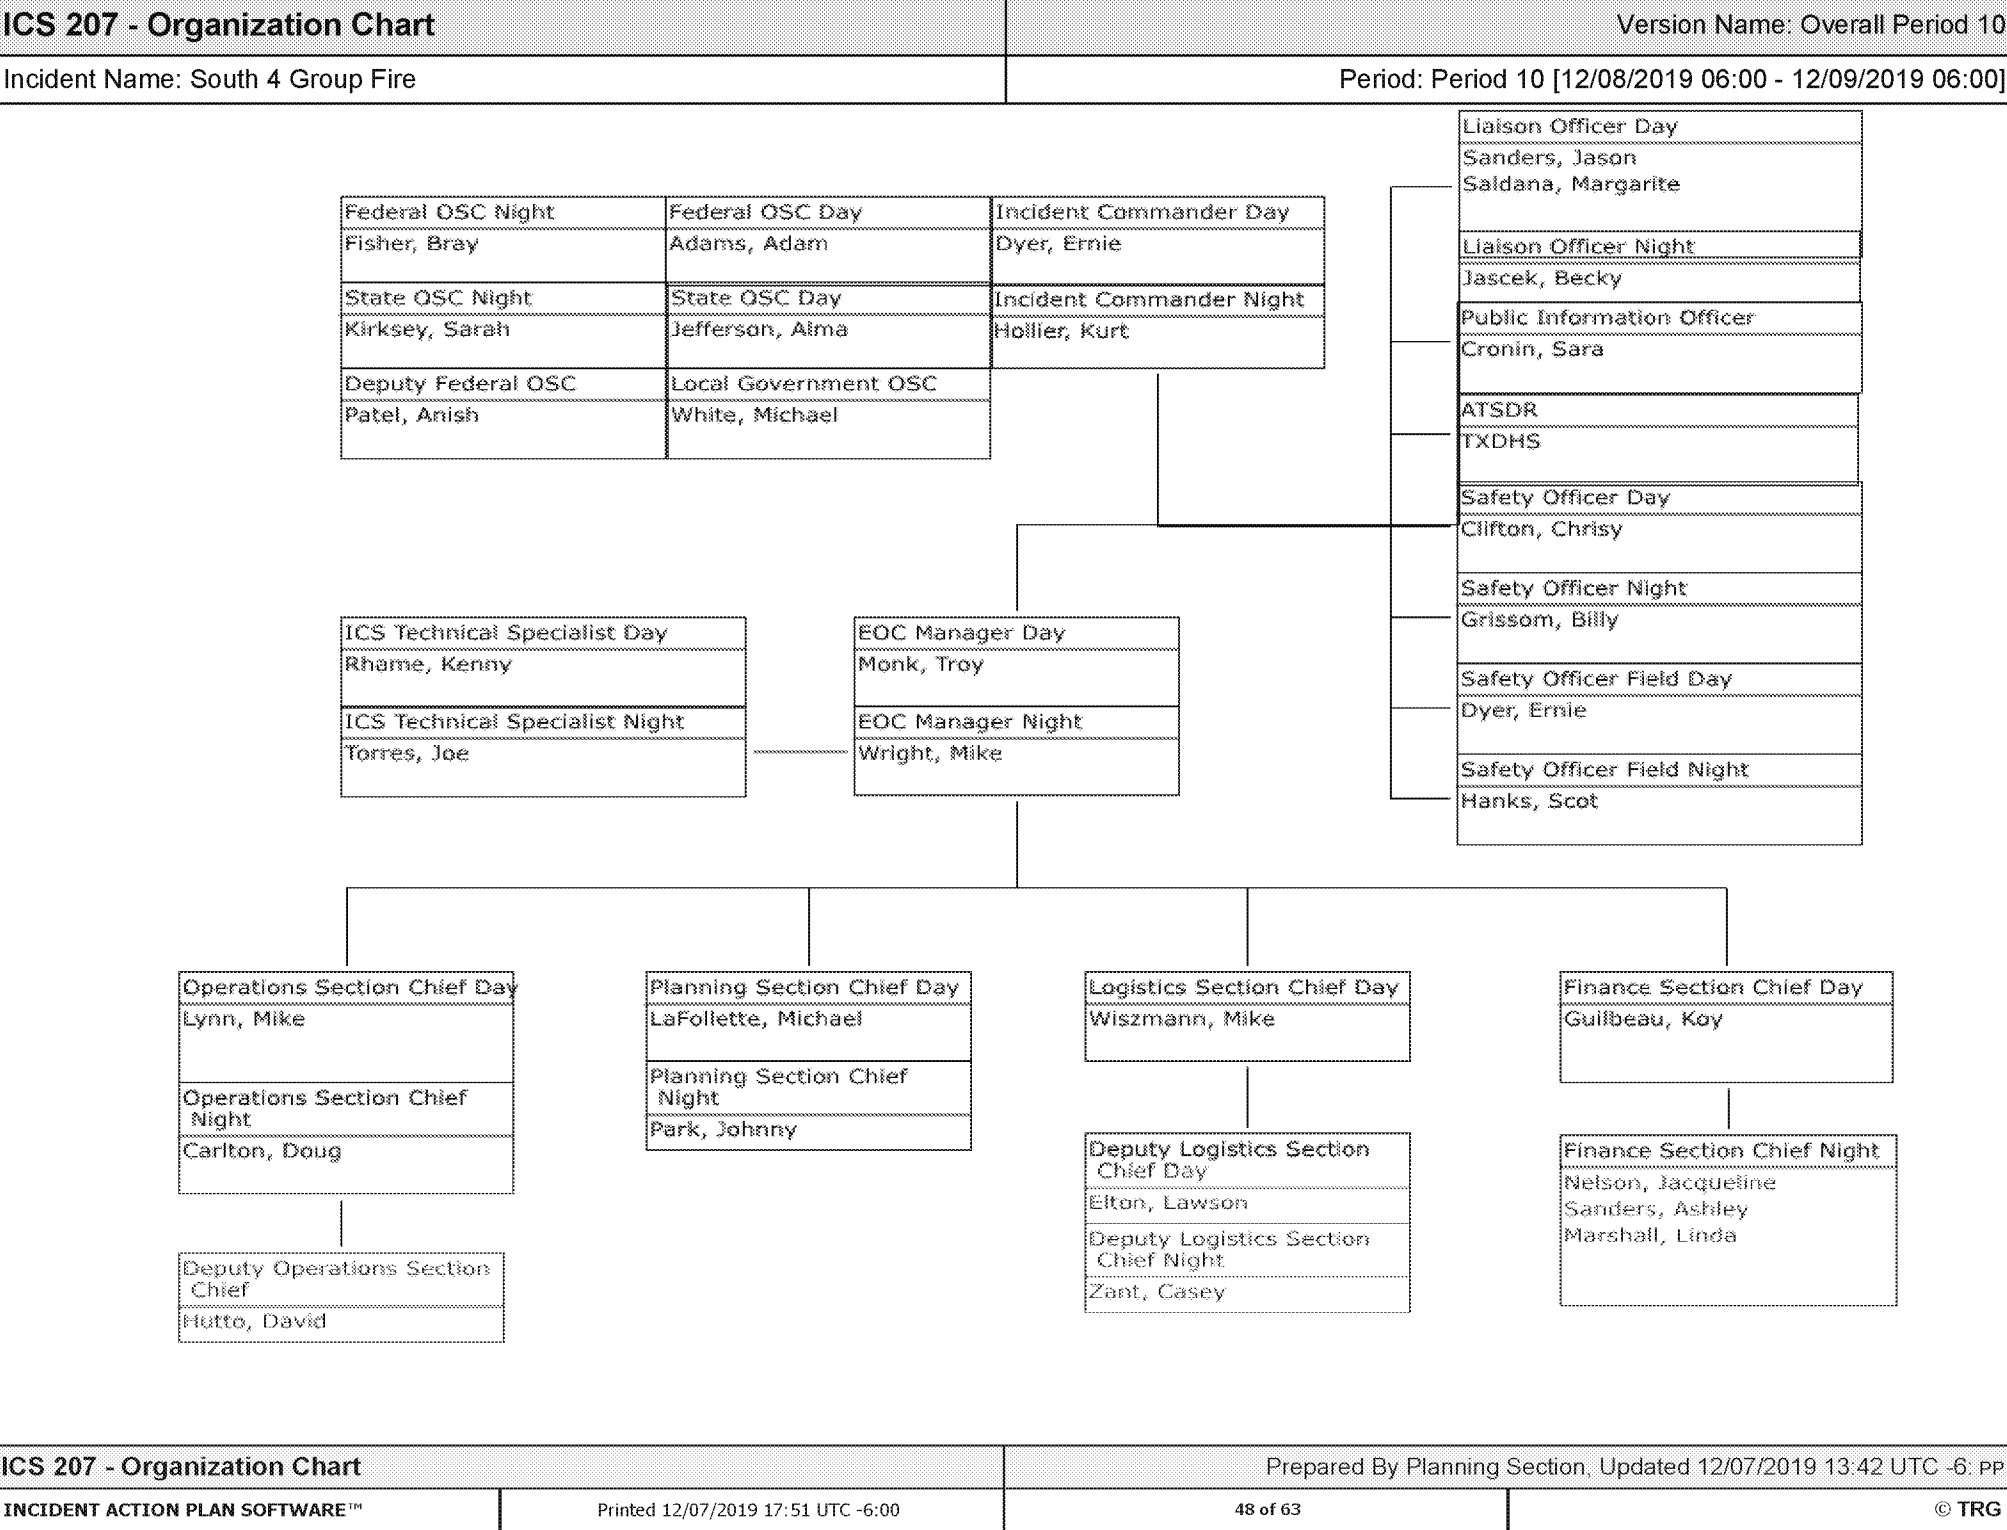 ICS 207 - Organization Chart
Version Name: Overall Period 10
Incident Name: South 4 Group Fire
Period: Period 10 [12/08/2019 06:00 - 12/09/2019 06:00]
Liaison Officer Day
Sanders, Jason
Saldana, Margarite
Liaison Officer Night
Jascek, Becky
Public Information Officer
Cronin, Sara
ATSDR
TXDHS
Safety Officer Day
Clifton, Chrisy
Safety Officer Night
Grissom, Billy
Safety Officer Field Day
Dyer, Ernie
Safety Officer Field Night
Hanks, Scot
Federal OSC Night
Fisher, Bray
Federal OSC Day
Adams, Adam
Incident Commander Day
Dyer, Ernie
State OSC Night
Kirksey, Sarah
State OSC Day
Jefferson, Alma
Incident Commander Night
Hollier, Kurt
Deputy Federal OSC
Patel, Anish
Local Government OSC
White, Michael
ICS Technical Specialist Day
Rhame, Kenny
ICS Technical Specialist Night
Torres, Joe
EOC Manager Day
Monk, Troy
EOC Manager Night
Wright, Mike
Operations Section Chief Day
Lynn, Mike
Operations Section Chief
Night
Carlton, Doug
Deputy Operations Section
Chief
Hutto, David
Planning Section Chief Day
LaFollette, Michael
Planning Section Chief
Night
Park, Johnny
Logistics Section Chief Day
Wiszmann, Mike
Deputy Logistics Section
Chief Day
Elton, Lawson
Deputy Logistics Section
Chief Night
Zant, Casey
Finance Section Chief Day
Guilbeau, Koy
Finance Section Chief Night
Nelson, Jacqueline
Sanders, Ashley
Marshall, Linda
ICS 207 - Organization Chart
Prepared By Planning Section, Updated 12/07/2019 13:42 UTC -6: PP
INCIDENT ACTION PLAN SOFTWARE™
Printed 12/07/2019 17:51 UTC -6:00
48 of 63
© TRG